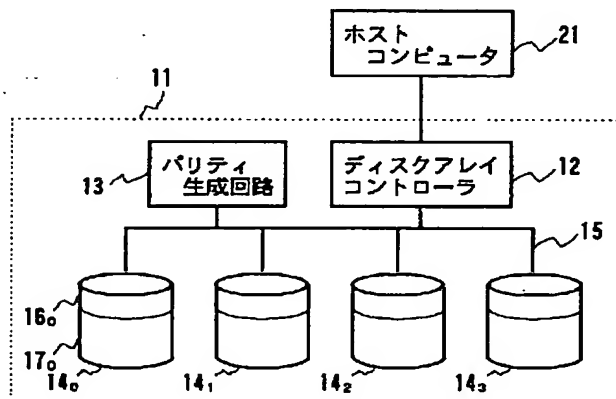 ホスト
コンピュータ
21
11
パリティ
生成回路
13
ディスクアレイ
コントローラ
12
15
16₀
17₀
14₀
14₁
14₂
14₃